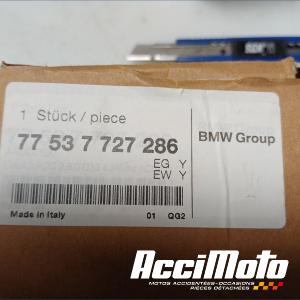 1 Stück / piece
77 53 7 727 286
BMW Group
EG Y
EW Y
Made in Italy 01 QG2
AcciMoto
MOTOS ACCIDENTÉES - OCCASIONS
PIÈCES DÉTACHÉES